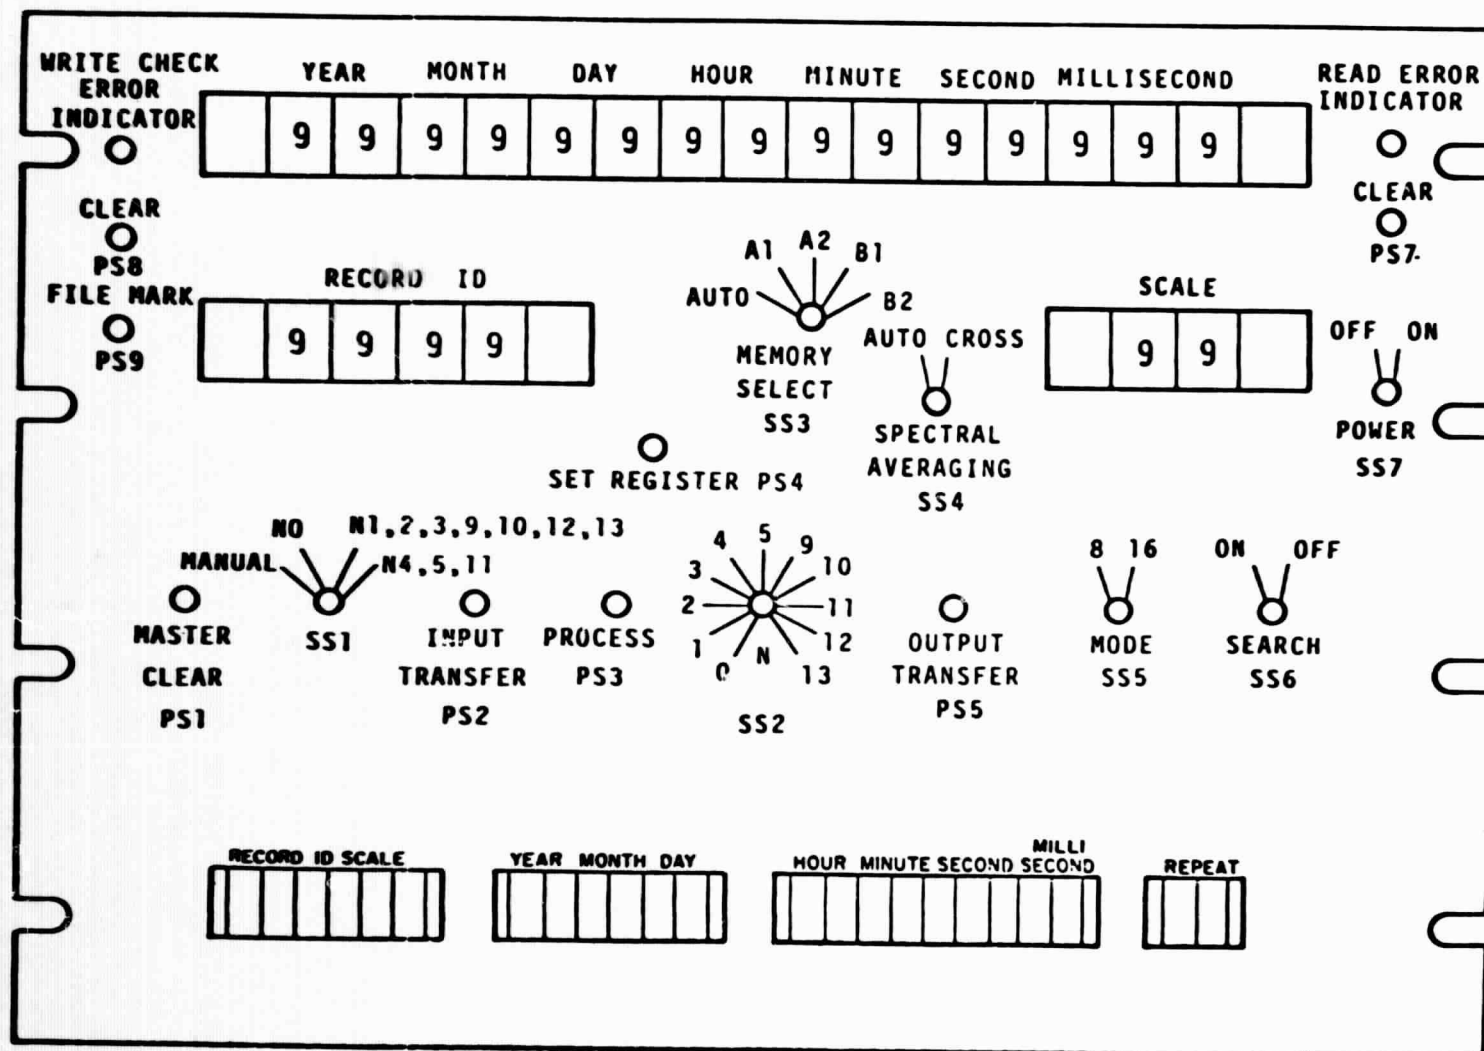 WRITE CHECK
ERROR
INDICATOR
YEAR MONTH DAY HOUR MINUTE SECOND MILLISECOND
READ ERROR
INDICATOR
9 9 9 9 9 9 9 9 9 9 9 9 9 9 9
CLEAR
PS8
CLEAR
PS7
FILE MARK
PS9
RECORD ID
9 9 9 9
AUTO A1 A2 B1 B2
MEMORY
SELECT
SS3
AUTO CROSS
SPECTRAL
AVERAGING
SS4
SCALE
9 9
OFF ON
POWER
SS7
SET REGISTER PS4
MASTER
CLEAR
PS1
MANUAL NO N1,2,3,9,10,12,13
N4,5,11
SS1
INPUT
TRANSFER
PS2
PROCESS
PS3
0 1 2 3 4 5 9 10 11 12 13
N
SS2
OUTPUT
TRANSFER
PS5
8 16
MODE
SS5
ON OFF
SEARCH
SS6
RECORD ID SCALE
YEAR MONTH DAY
MILLI
HOUR MINUTE SECOND SECOND
REPEAT